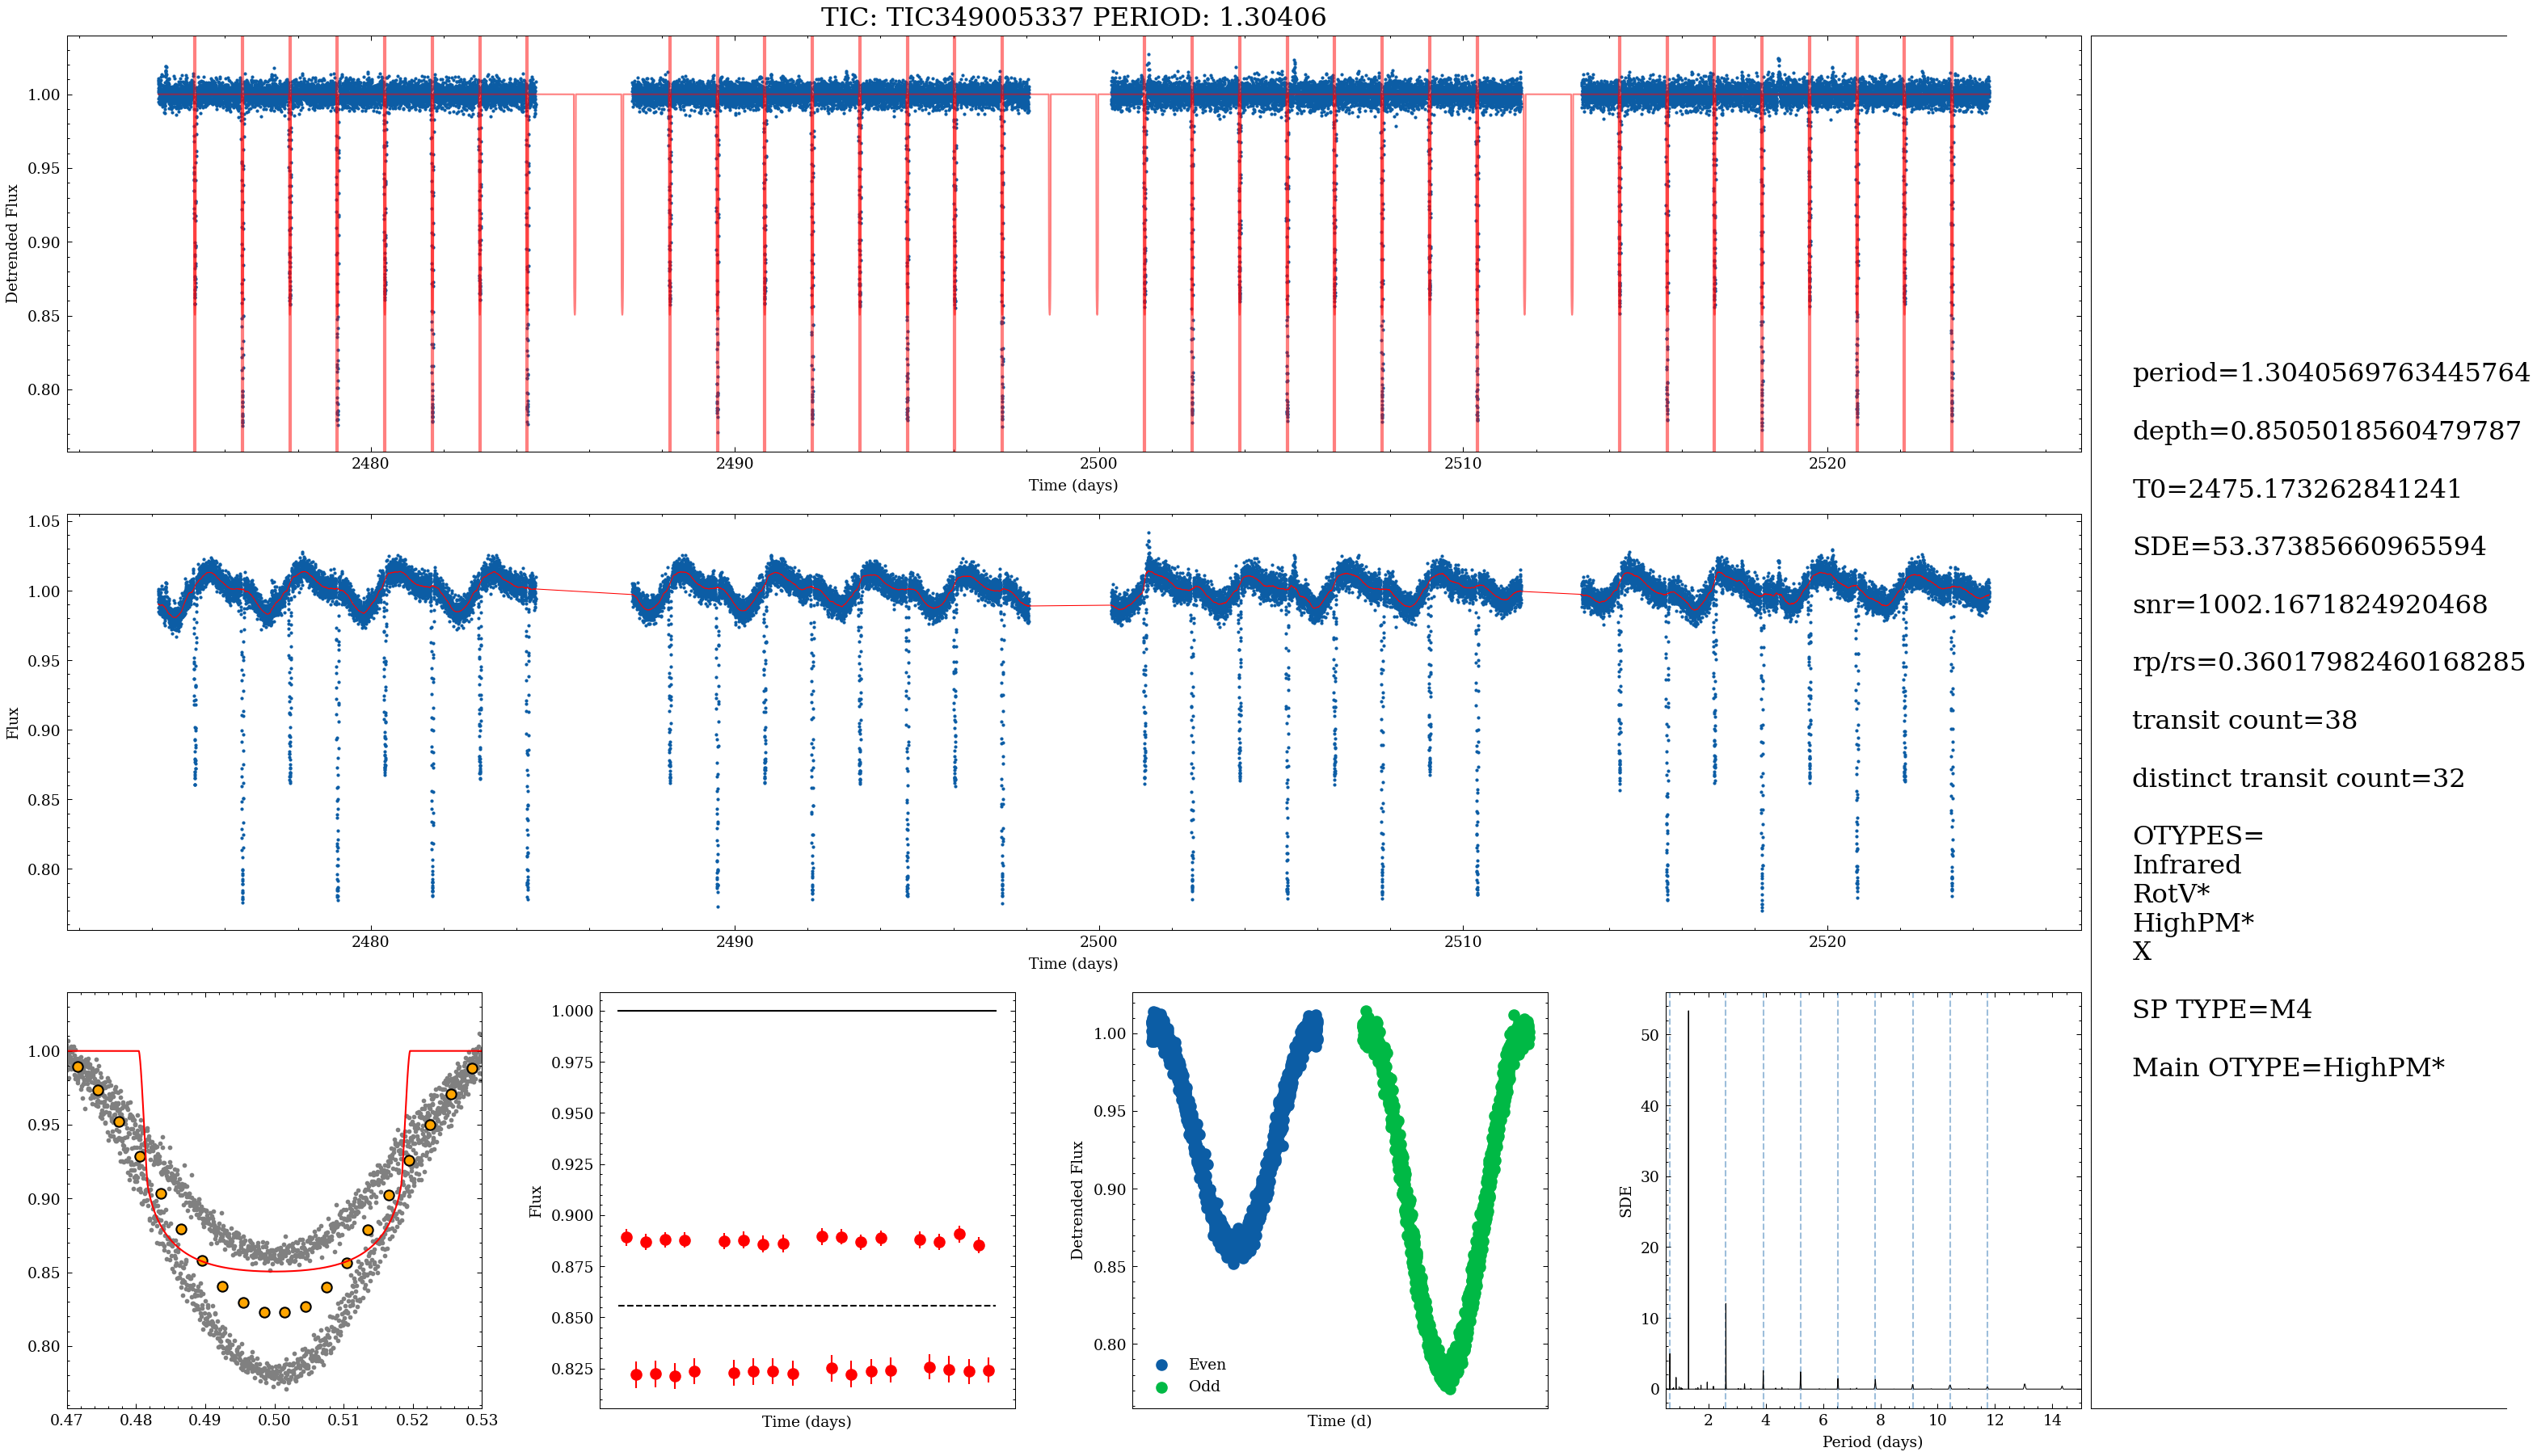 TIC: TIC349005337 PERIOD: 1.30406
1.00
0.95
0.90
0.85
0.80
Detrended Flux
2480
2490
2500
2510
2520
Time (days)
1.05
1.00
0.95
0.90
0.85
0.80
Flux
2480
2490
2500
2510
2520
Time (days)
1.00
0.95
0.90
0.85
0.80
0.47
0.48
0.49
0.50
0.51
0.52
0.53
1.000
0.975
0.950
0.925
0.900
0.875
0.850
0.825
Flux
Time (days)
1.00
0.95
0.90
0.85
0.80
Detrended Flux
Even
Odd
Time (d)
50
40
30
20
10
0
SDE
2
4
6
8
10
12
14
Period (days)
period=1.3040569763445764
depth=0.8505018560479787
T0=2475.173262841241
SDE=53.37385660965594
snr=1002.1671824920468
rp/rs=0.36017982460168285
transit count=38
distinct transit count=32
OTYPES=
Infrared
RotV*
HighPM*
X
SP TYPE=M4
Main OTYPE=HighPM*